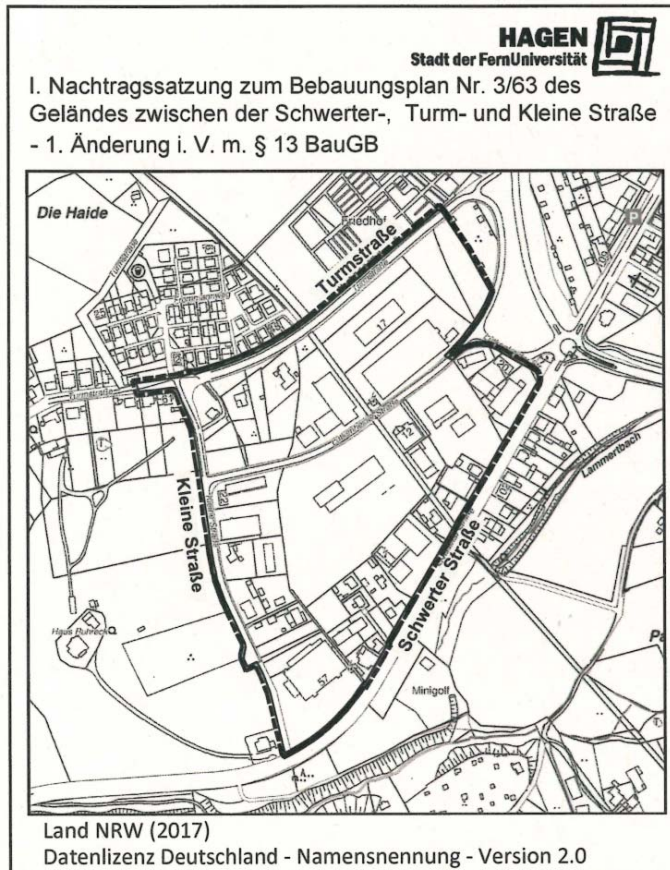 HAGEN
Stadt der FernUniversität
I. Nachtragssatzung zum Bebauungsplan Nr. 3/63 des
Geländes zwischen der Schwerter-, Turm- und Kleine Straße
- 1. Änderung i. V. m. § 13 BauGB
Die Haide
Friedhof
Turmstraße
P
17
12
Lammertbach
Kleine Straße
Schwerter Straße
57
Minigolf
Land NRW (2017)
Datenlizenz Deutschland - Namensnennung - Version 2.0